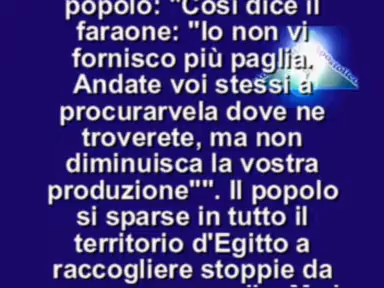 popolo: "Così dice il
faraone: "Io non vi
fornisco più paglia.
Andate voi stessi a
procurarvela dove ne
troverete, ma non
diminuisca la vostra
produzione"". Il popolo
si sparse in tutto il
territorio d'Egitto a
raccogliere stoppie da